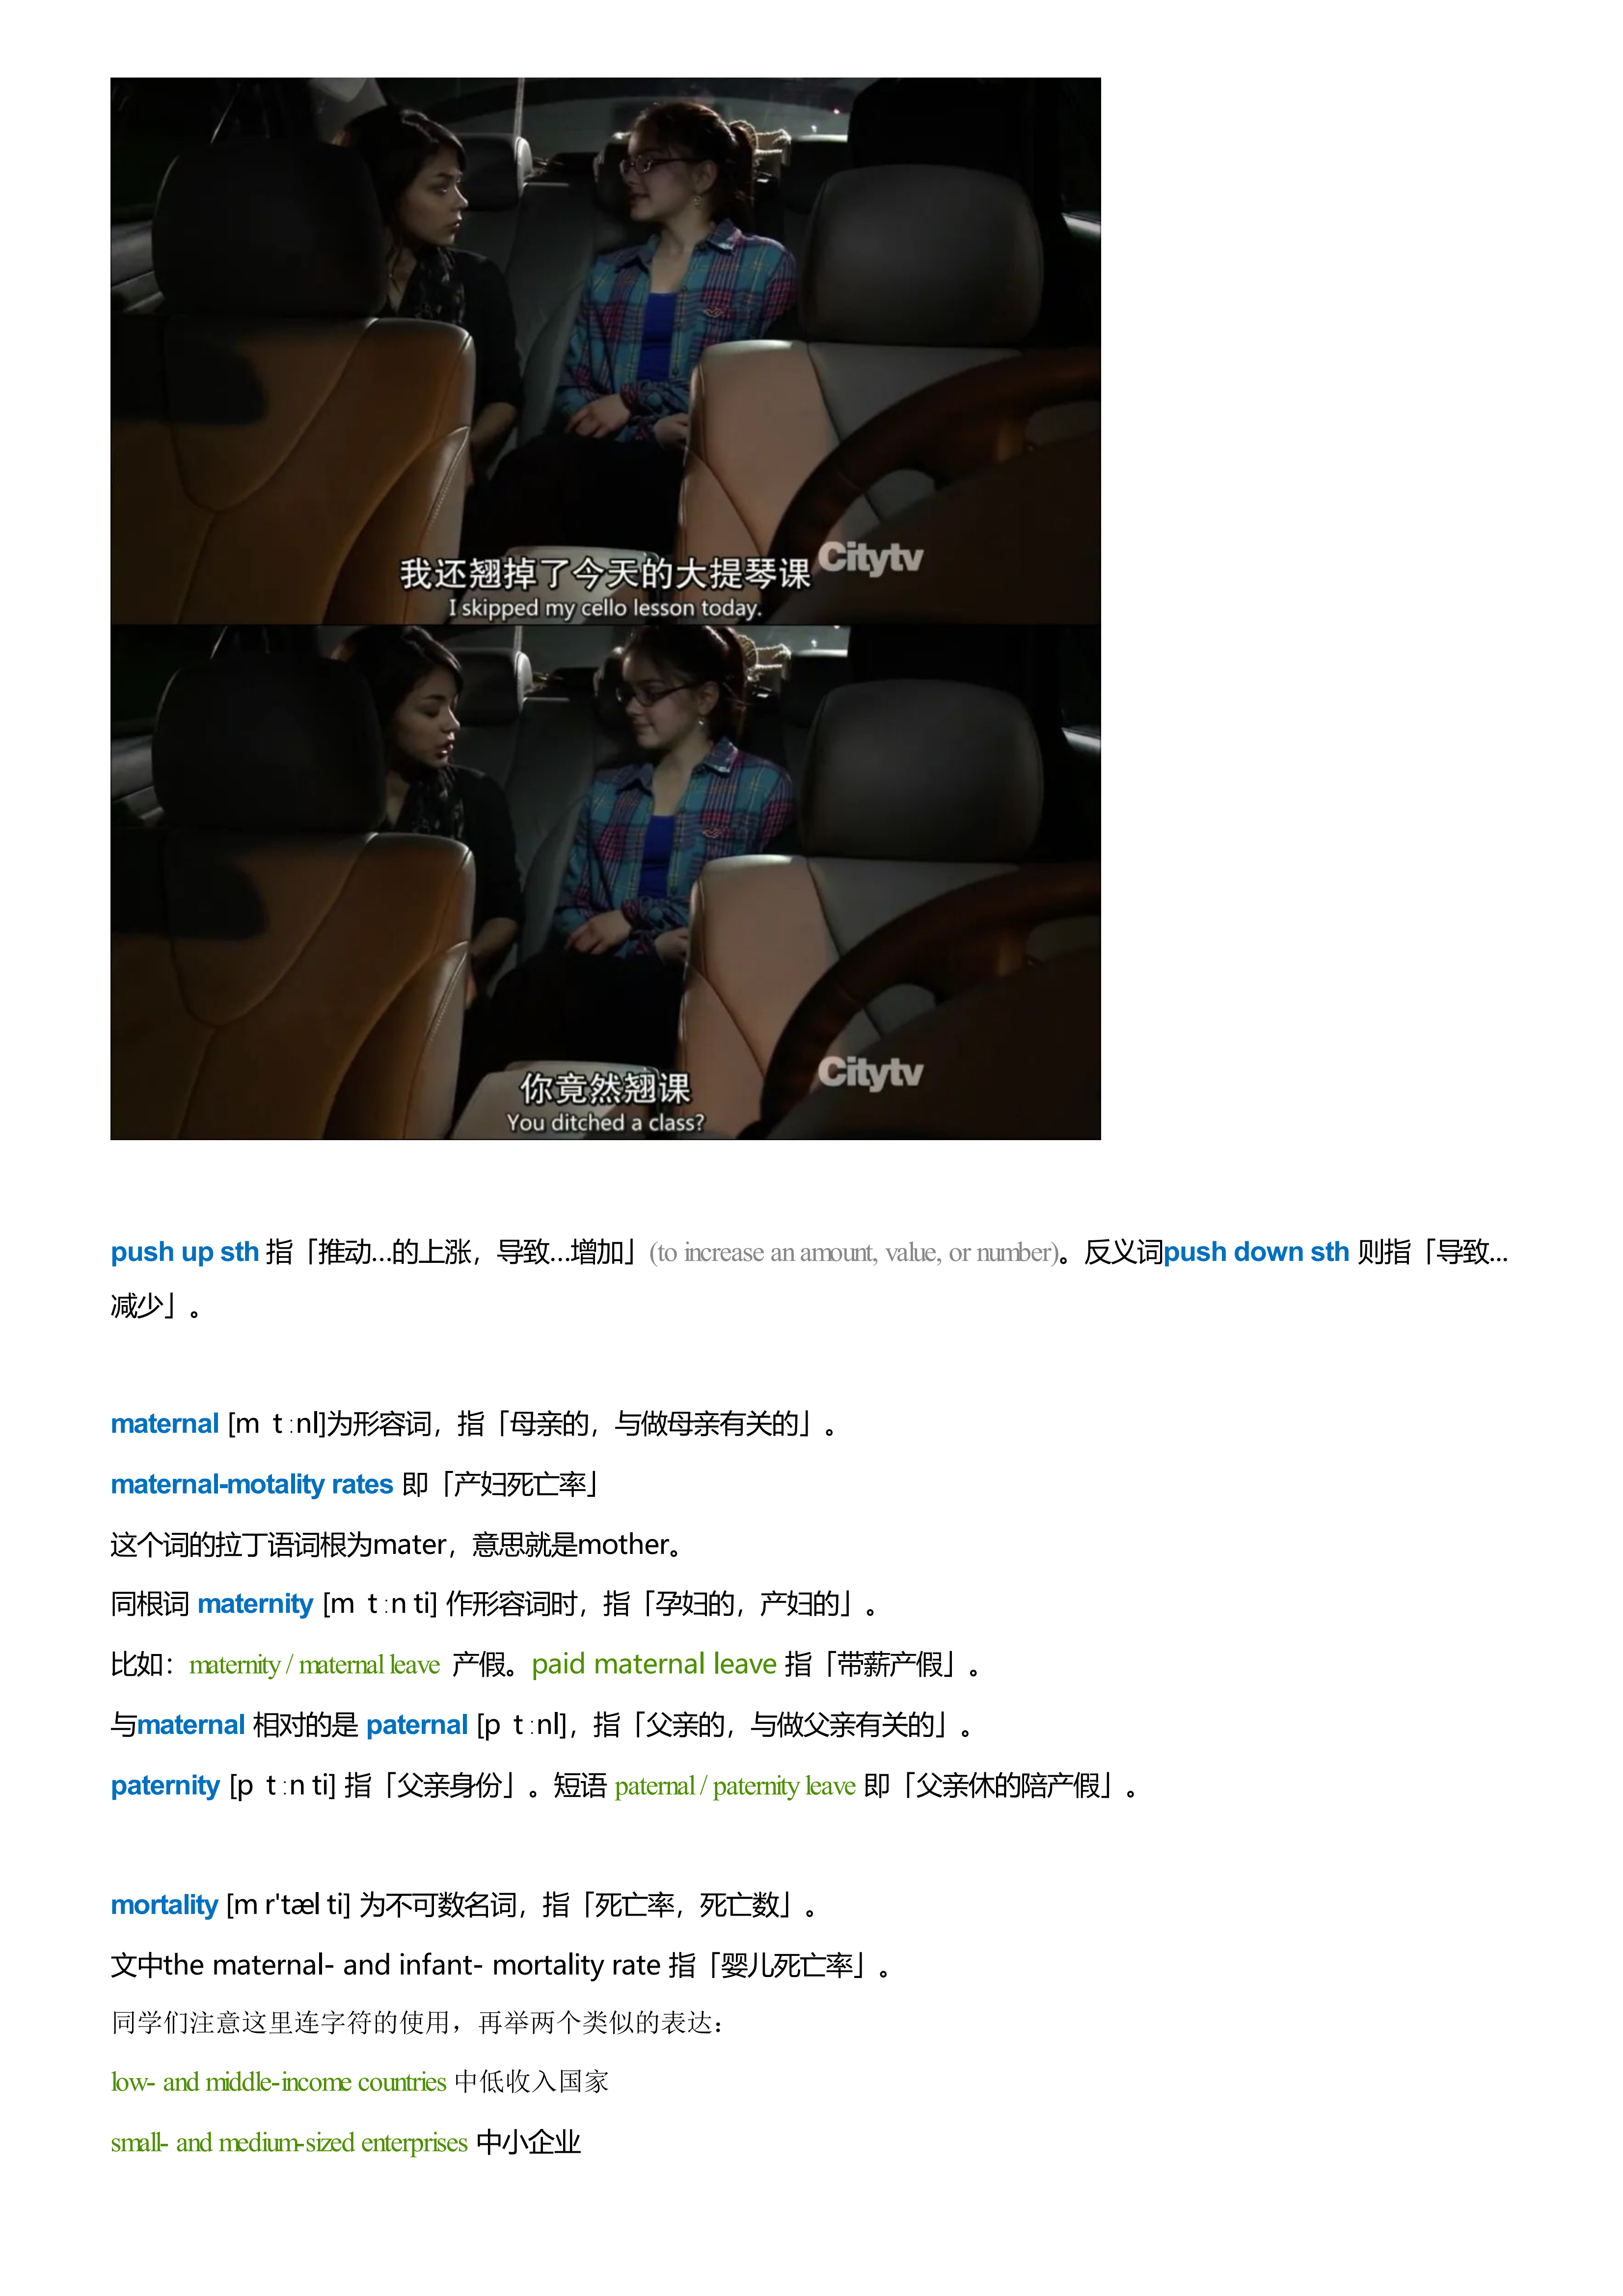 我还翘掉了今天的大提琴课
Citytv
I skipped my cello lesson today.
你竟然翘课
Citytv
You ditched a class?
push up sth 指「推动...的上涨，导致...增加」(to increase an amount, value, or number)。反义词push down sth 则指「导致...
减少」。
maternal [m t ːnl]为形容词，指「母亲的，与做母亲有关的」。
maternal-motality rates 即「产妇死亡率」
这个词的拉丁语词根为mater，意思就是mother。
同根词 maternity [m t ːn ti] 作形容词时，指「孕妇的，产妇的」。
比如：maternity / maternal leave 产假。paid maternal leave 指「带薪产假」。
与maternal 相对的是 paternal [p t ːnl]，指「父亲的，与做父亲有关的」。
paternity [p t ːn ti] 指「父亲身份」。短语 paternal / paternity leave 即「父亲休的陪产假」。
mortality [m r'tæl ti] 为不可数名词，指「死亡率，死亡数」。
文中the maternal- and infant- mortality rate 指「婴儿死亡率」。
同学们注意这里连字符的使用，再举两个类似的表达：
low- and middle-income countries 中低收入国家
small- and medium-sized enterprises 中小企业